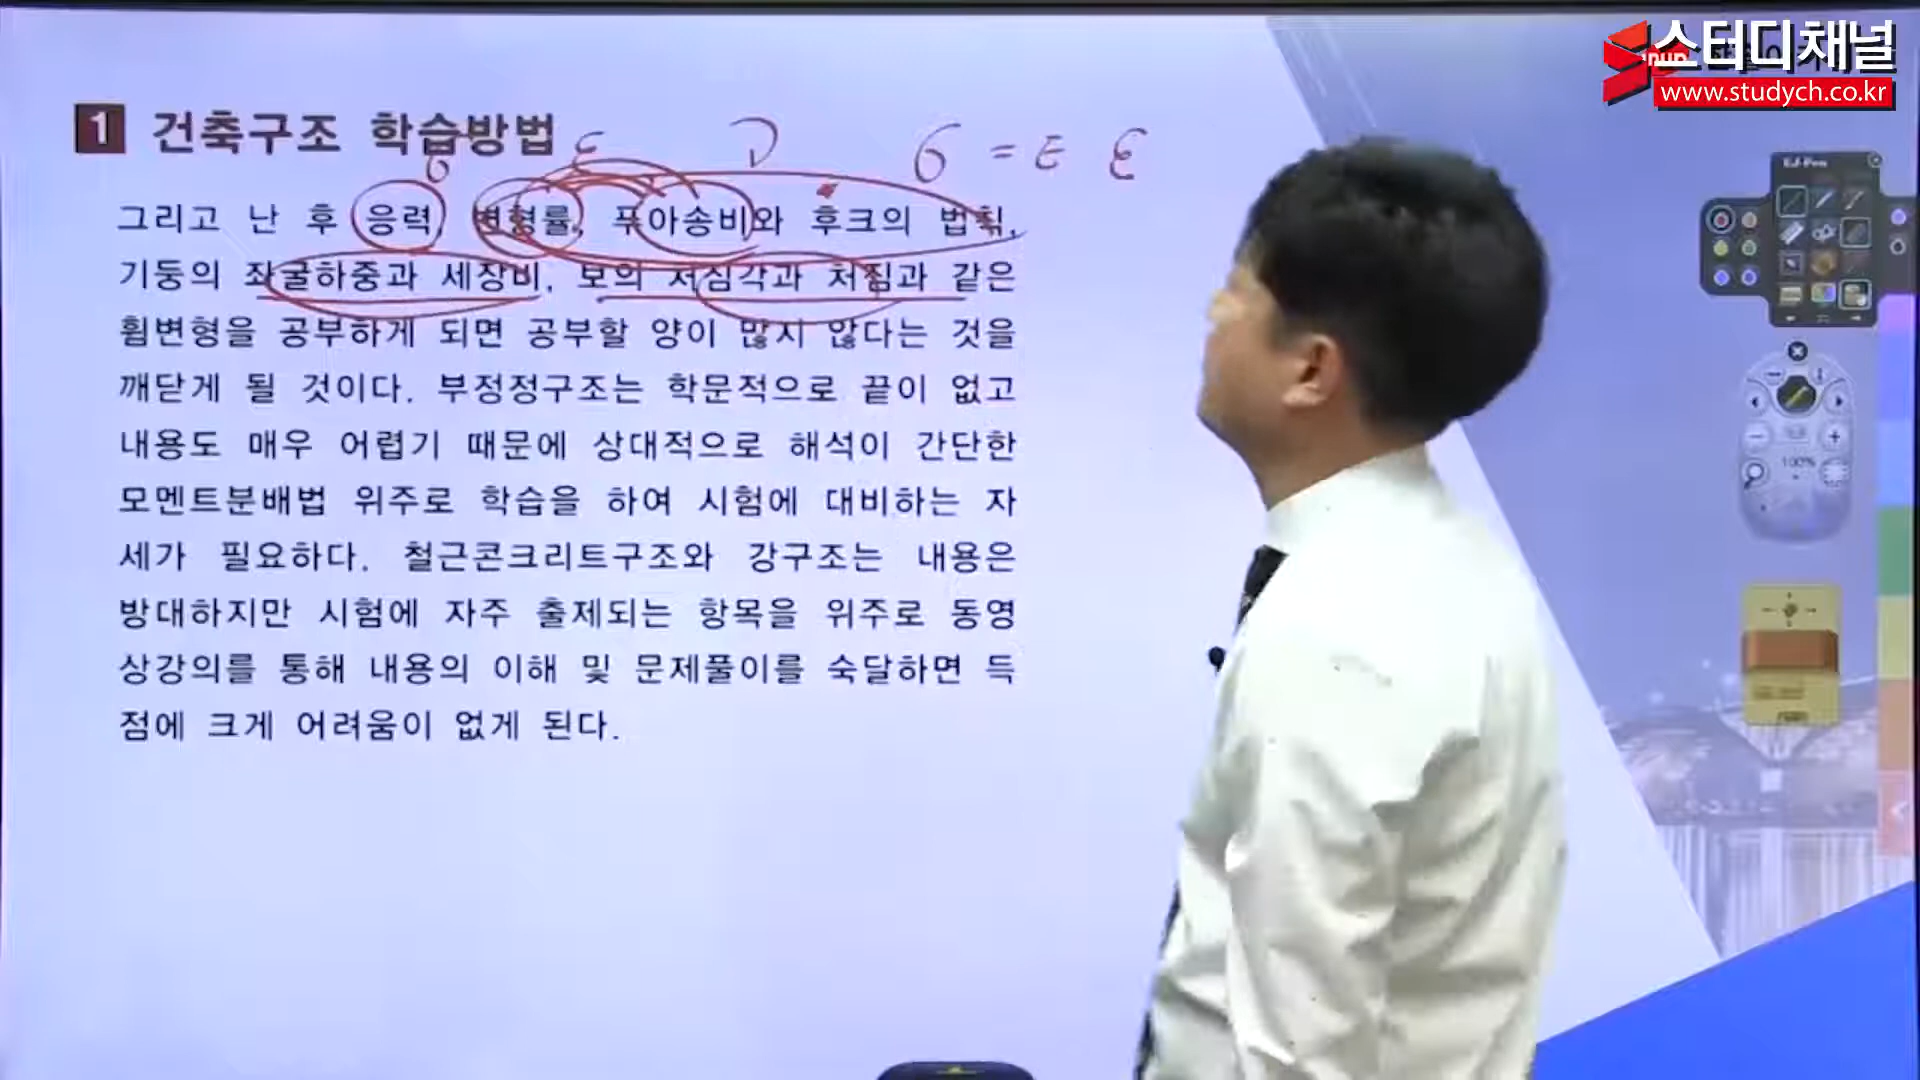 스터디채널
www.studych.co.kr
1 건축구조 학습방법
σ ε ν σ = E ε
그리고 난 후 응력, 변형률, 푸아송비와 후크의 법칙,
기둥의 좌굴하중과 세장비, 보의 처짐각과 처짐과 같은
휨변형을 공부하게 되면 공부할 양이 많지 않다는 것을
깨닫게 될 것이다. 부정정구조는 학문적으로 끝이 없고
내용도 매우 어렵기 때문에 상대적으로 해석이 간단한
모멘트분배법 위주로 학습을 하여 시험에 대비하는 자
세가 필요하다. 철근콘크리트구조와 강구조는 내용은
방대하지만 시험에 자주 출제되는 항목을 위주로 동영
상강의를 통해 내용의 이해 및 문제풀이를 숙달하면 득
점에 크게 어려움이 없게 된다.
100%